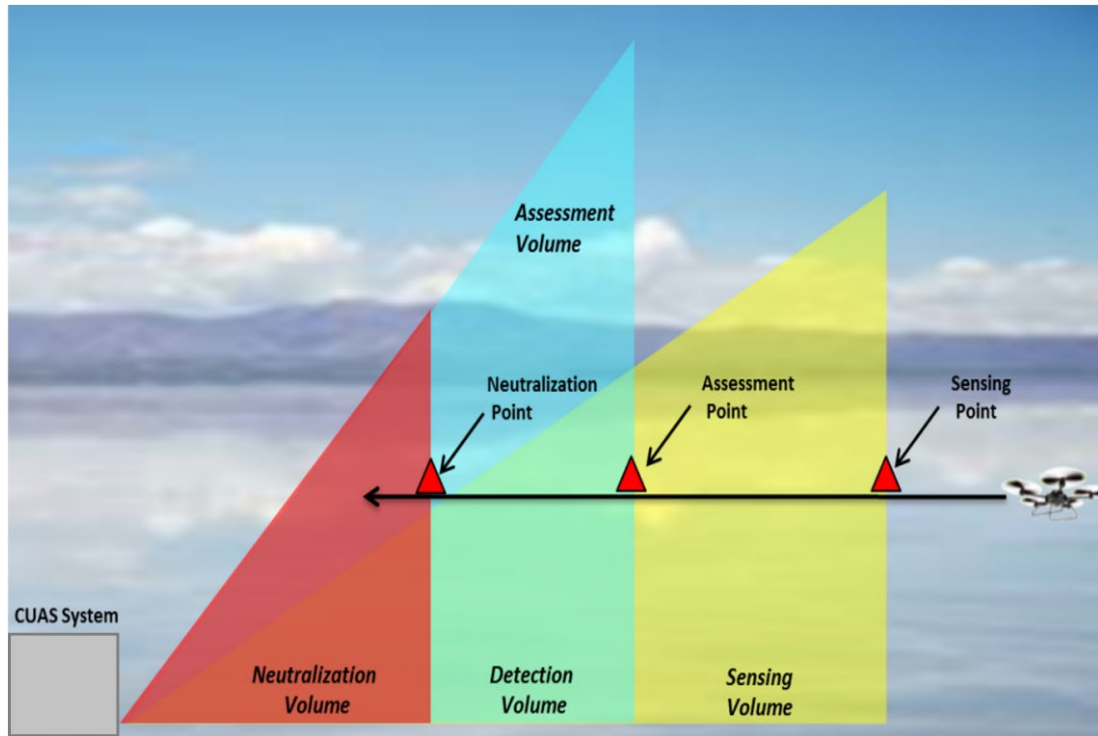 Assessment
Volume
Neutralization
Point
Assessment
Point
Sensing
Point
CUAS System
Neutralization
Volume
Detection
Volume
Sensing
Volume